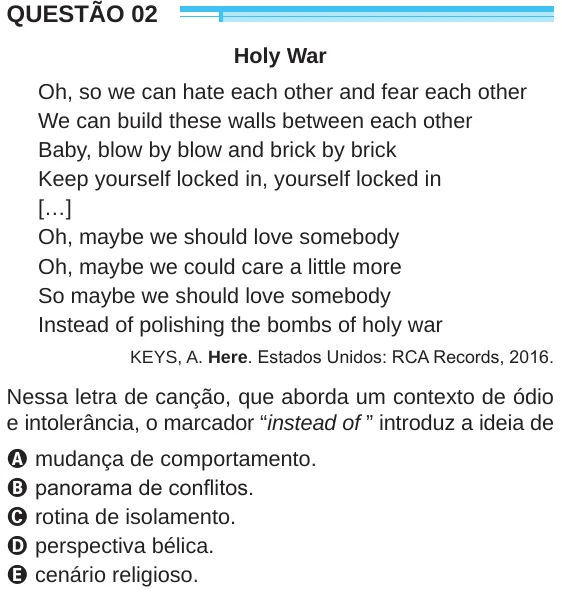 QUESTÃO 02
Holy War
Oh, so we can hate each other and fear each other
We can build these walls between each other
Baby, blow by blow and brick by brick
Keep yourself locked in, yourself locked in
[…]
Oh, maybe we should love somebody
Oh, maybe we could care a little more
So maybe we should love somebody
Instead of polishing the bombs of holy war
KEYS, A. Here. Estados Unidos: RCA Records, 2016.
Nessa letra de canção, que aborda um contexto de ódio
e intolerância, o marcador “instead of ” introduz a ideia de
A mudança de comportamento.
B panorama de conflitos.
C rotina de isolamento.
D perspectiva bélica.
E cenário religioso.